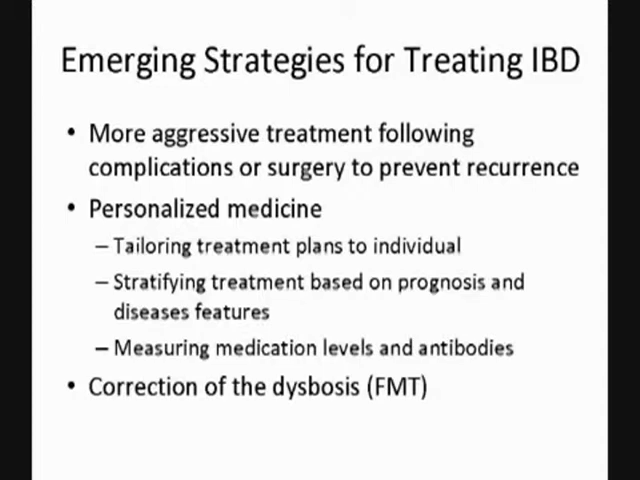 Emerging Strategies for Treating IBD
• More aggressive treatment following
complications or surgery to prevent recurrence
• Personalized medicine
– Tailoring treatment plans to individual
– Stratifying treatment based on prognosis and
diseases features
– Measuring medication levels and antibodies
• Correction of the dysbosis (FMT)